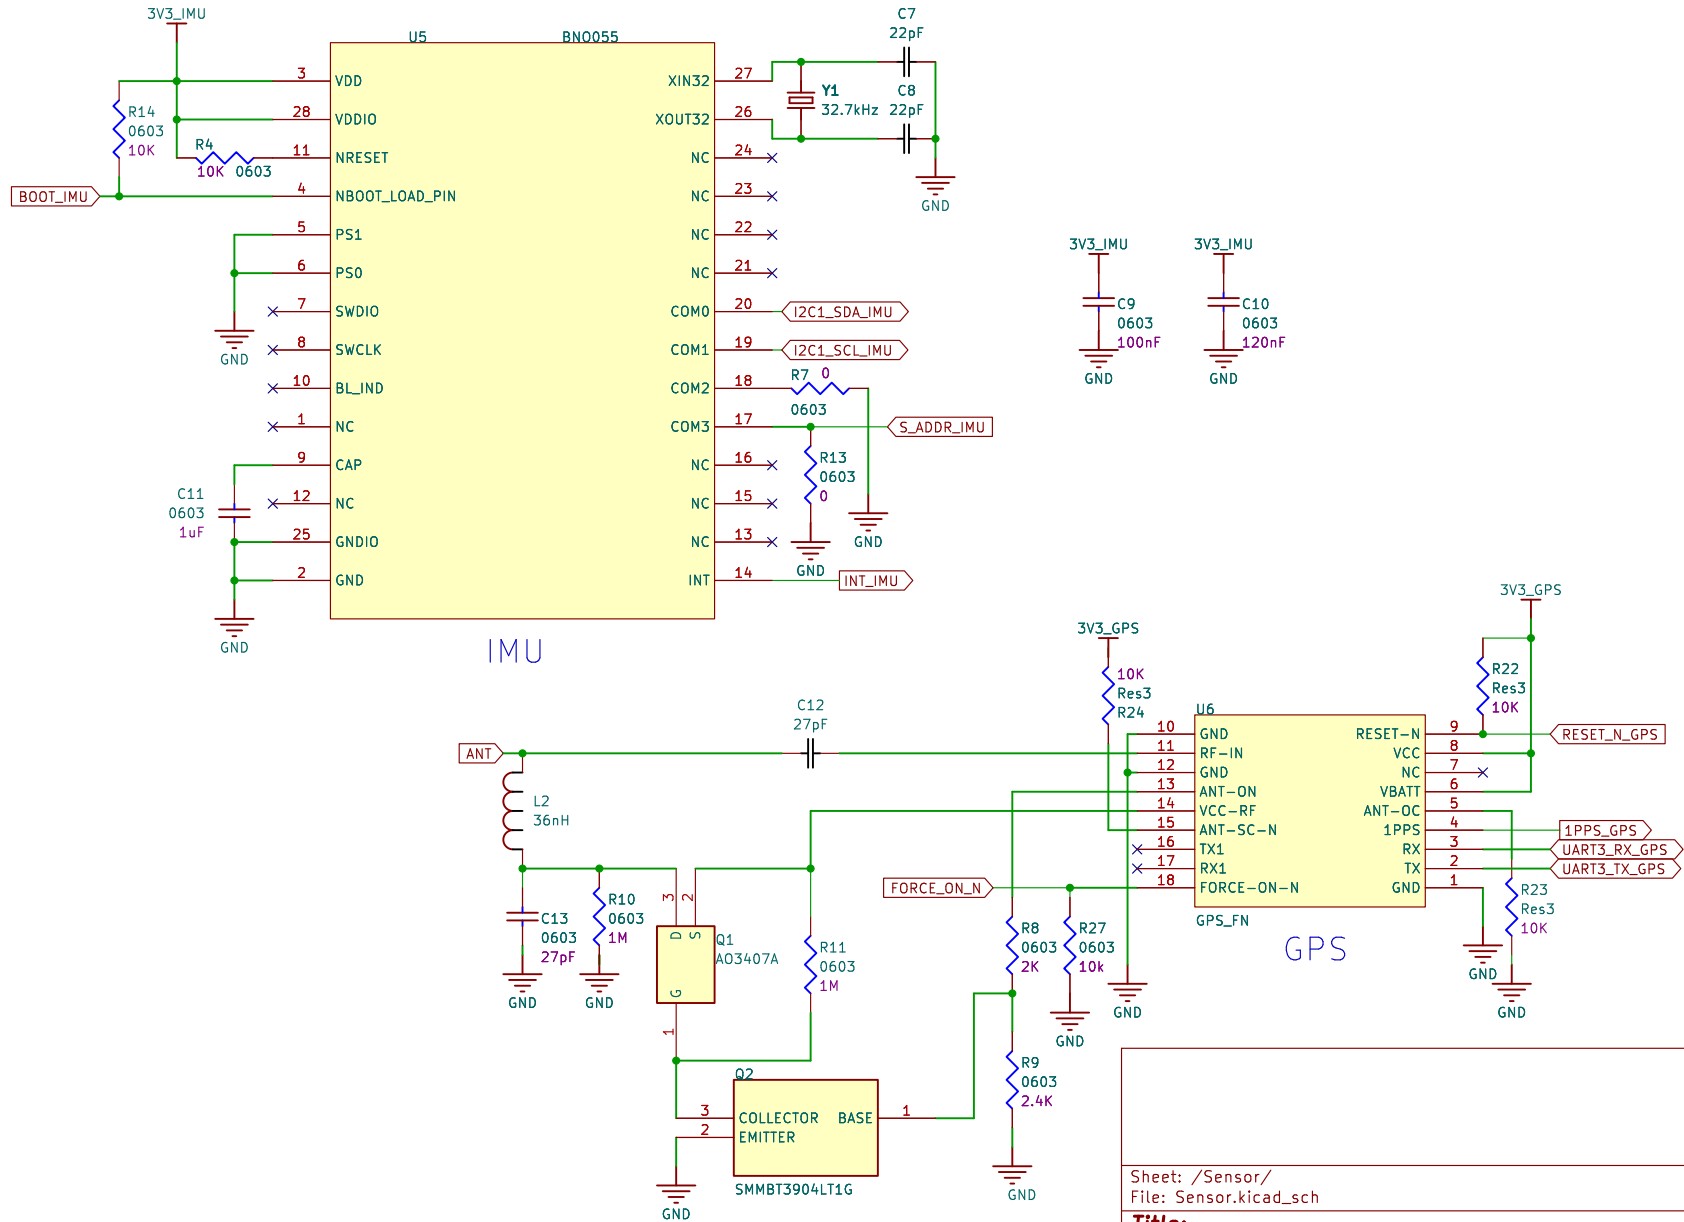 3V3_IMU
U5
BNO055
C7
22pF
3
VDD
XIN32
27
C8
22pF
Y1
32.7kHz
R14
0603
10K
28
VDDIO
XOUT32
26
R4
10K
0603
11
NRESET
NC
24
BOOT_IMU
4
NBOOT_LOAD_PIN
NC
23
GND
5
PS1
NC
22
6
PS0
NC
21
7
SWDIO
COM0
20
I2C1_SDA_IMU
GND
8
SWCLK
COM1
19
I2C1_SCL_IMU
10
BL_IND
COM2
18
R7
0
0603
1
NC
COM3
17
S_ADDR_IMU
9
CAP
NC
16
R13
0603
0
C11
0603
1uF
12
NC
NC
15
25
GNDIO
NC
13
GND
GND
2
GND
INT
14
INT_IMU
GND
IMU
3V3_IMU
C9
0603
100nF
GND
3V3_IMU
C10
0603
120nF
GND
3V3_GPS
3V3_GPS
10K
Res3
R24
R22
Res3
10K
ANT
C12
27pF
U6
10
GND
RESET-N
9
RESET_N_GPS
11
RF-IN
VCC
8
12
GND
NC
7
13
ANT-ON
VBATT
6
14
VCC-RF
ANT-OC
5
15
ANT-SC-N
1PPS
4
1PPS_GPS
16
TX1
RX
3
UART3_RX_GPS
17
RX1
TX
2
UART3_TX_GPS
FORCE_ON_N
18
FORCE-ON-N
GND
1
GPS_FN
GPS
R23
Res3
10K
GND
GND
L2
36nH
C13
0603
27pF
GND
R10
0603
1M
GND
3
2
D
S
G
1
Q1
AO3407A
R11
0603
1M
R8
0603
2K
R27
0603
10k
GND
GND
R9
0603
2.4K
GND
Q2
3
COLLECTOR
BASE
1
2
EMITTER
SMMBT3904LT1G
GND
Sheet: /Sensor/
File: Sensor.kicad_sch
Title: